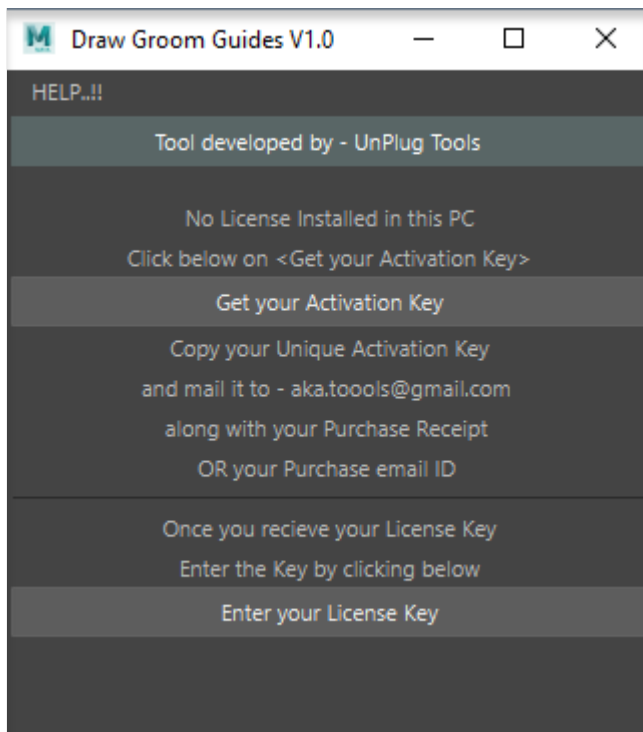 Draw Groom Guides V1.0
HELP..!!
Tool developed by - UnPlug Tools
No License Installed in this PC
Click below on <Get your Activation Key>
Get your Activation Key
Copy your Unique Activation Key
and mail it to - aka.toools@gmail.com
along with your Purchase Receipt
OR your Purchase email ID
Once you recieve your License Key
Enter the Key by clicking below
Enter your License Key